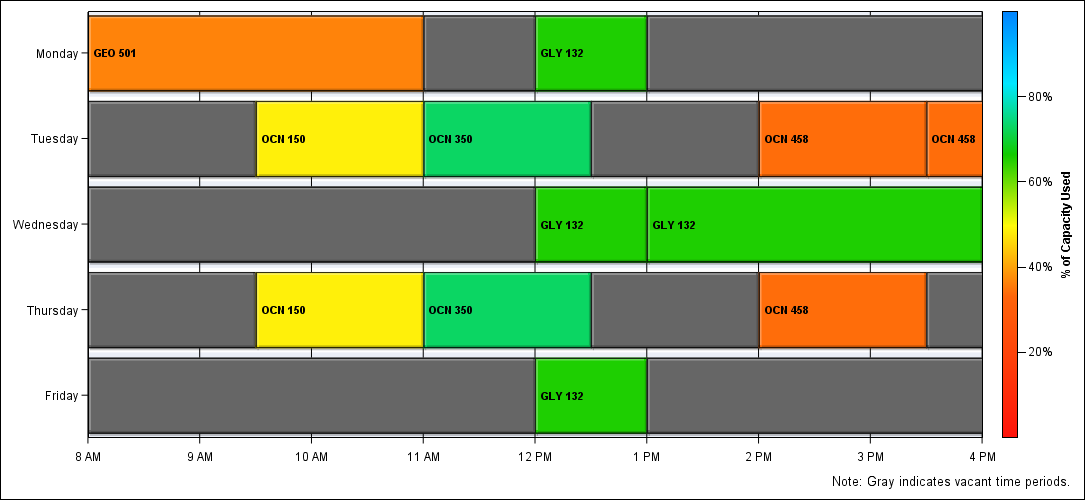 Monday
GEO 501
GLY 132
Tuesday
OCN 150
OCN 350
OCN 458
OCN 458
Wednesday
GLY 132
GLY 132
Thursday
OCN 150
OCN 350
OCN 458
Friday
GLY 132
8 AM
9 AM
10 AM
11 AM
12 PM
1 PM
2 PM
3 PM
4 PM
80%
60%
40%
20%
% of Capacity Used
Note: Gray indicates vacant time periods.